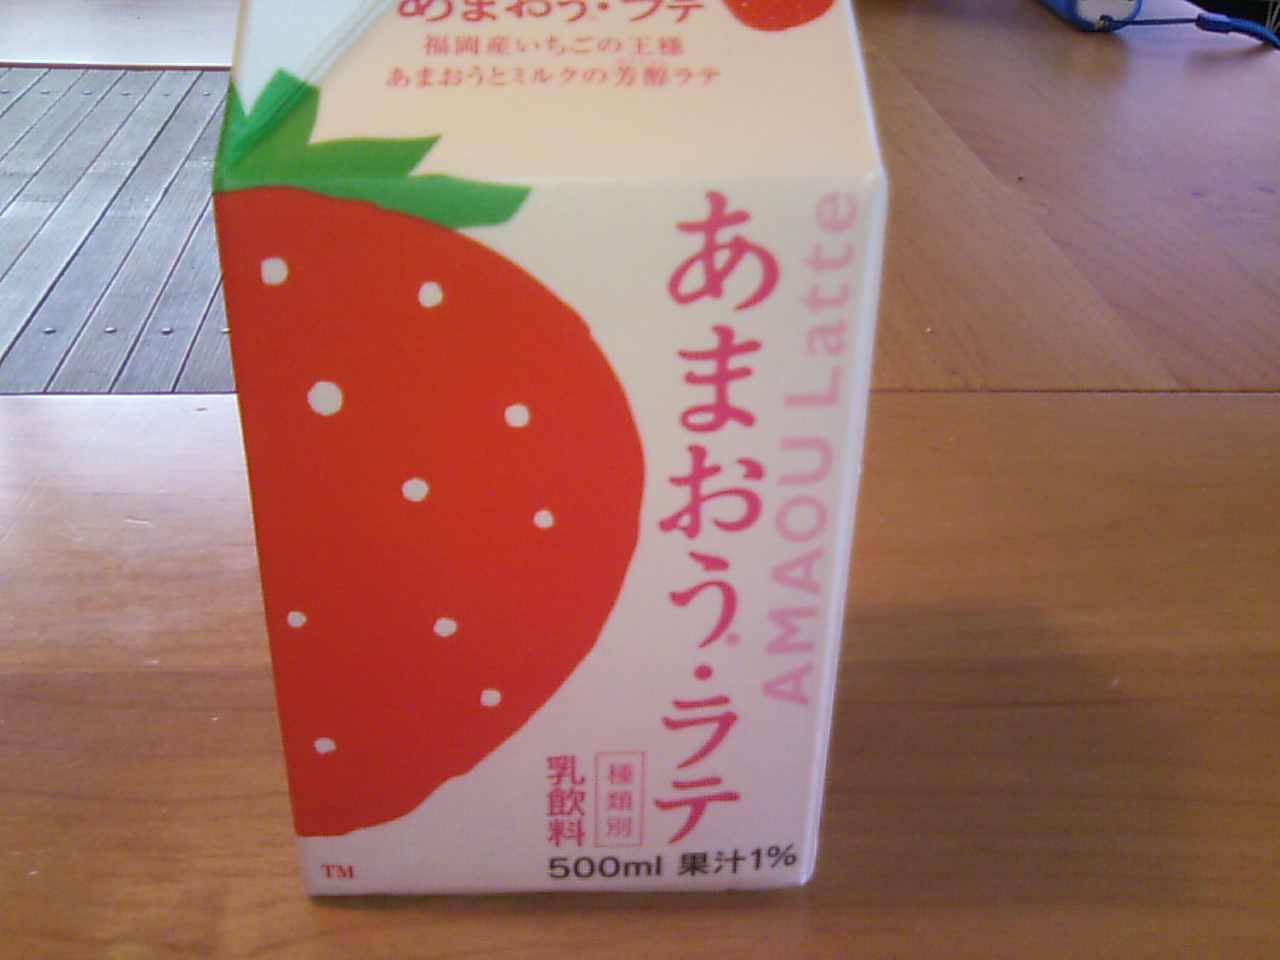 あまおう・ラテ
福岡産いちごの王様
あまおうとミルクの芳醇ラテ
あまおう®・ラテ
AMAOU Latte
種類別
乳飲料
500ml 果汁1%
TM